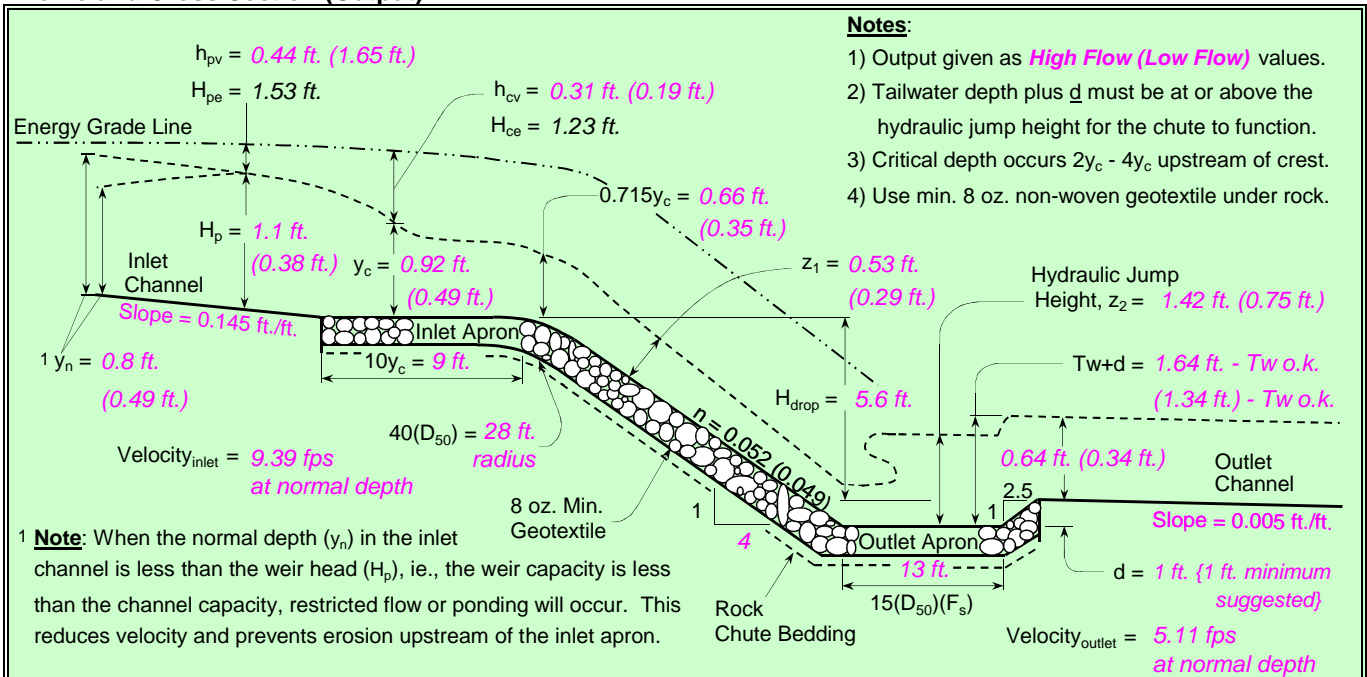 Notes:
1) Output given as High Flow (Low Flow) values.
2) Tailwater depth plus d must be at or above the
hydraulic jump height for the chute to function.
3) Critical depth occurs 2yc - 4yc upstream of crest.
4) Use min. 8 oz. non-woven geotextile under rock.
hpv = 0.44 ft. (1.65 ft.)
Hpe = 1.53 ft.
hcv = 0.31 ft. (0.19 ft.)
Hce = 1.23 ft.
Energy Grade Line
0.715yc = 0.66 ft.
(0.35 ft.)
Hp = 1.1 ft.
(0.38 ft.)
yc = 0.92 ft.
(0.49 ft.)
z1 = 0.53 ft.
(0.29 ft.)
Hydraulic Jump
Height, z2 = 1.42 ft. (0.75 ft.)
Inlet
Channel
Slope = 0.145 ft./ft.
Inlet Apron
1 yn = 0.8 ft.
(0.49 ft.)
10yc = 9 ft.
Hdrop = 5.6 ft.
Tw+d = 1.64 ft. - Tw o.k.
(1.34 ft.) - Tw o.k.
40(D50) = 28 ft.
radius
n = 0.052 (0.049)
0.64 ft. (0.34 ft.)
Outlet
Channel
Velocityinlet = 9.39 fps
at normal depth
8 oz. Min.
Geotextile
1
4
1
2.5
Slope = 0.005 ft./ft.
Outlet Apron
13 ft.
15(D50)(Fs)
d = 1 ft. {1 ft. minimum
suggested}
Rock
Chute Bedding
Velocityoutlet = 5.11 fps
at normal depth
1 Note: When the normal depth (yn) in the inlet
channel is less than the weir head (Hp), ie., the weir capacity is less
than the channel capacity, restricted flow or ponding will occur. This
reduces velocity and prevents erosion upstream of the inlet apron.